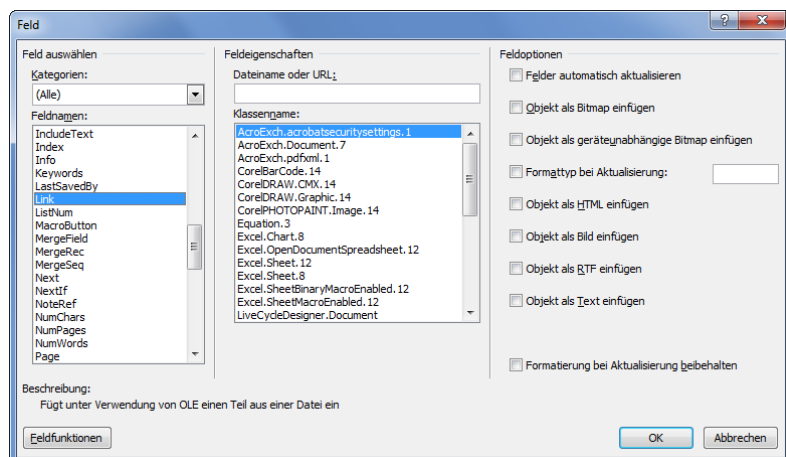 Feld
Feld auswählen
Kategorien:
(Alle)
Feldnamen:
IncludeText
Index
Info
Keywords
LastSavedBy
Link
ListNum
MacroButton
MergeField
MergeRec
MergeSeq
Next
NextIf
NoteRef
NumChars
NumPages
NumWords
Page
Feldeigenschaften
Dateiname oder URL:
Klassenname:
AcroExch.acrobatsecuritysettings.1
AcroExch.Document.7
AcroExch.pdfxml.1
CorelBarCode.14
CorelDRAW.CMX.14
CorelDRAW.Graphic.14
CorelPHOTOPAINT.Image.14
Equation.3
Excel.Chart.8
Excel.OpenDocumentSpreadsheet.12
Excel.Sheet.12
Excel.Sheet.8
Excel.SheetBinaryMacroEnabled.12
Excel.SheetMacroEnabled.12
LiveCycleDesigner.Document
Feldoptionen
Felder automatisch aktualisieren
Objekt als Bitmap einfügen
Objekt als geräteunabhängige Bitmap einfügen
Formattyp bei Aktualisierung:
Objekt als HTML einfügen
Objekt als Bild einfügen
Objekt als RTF einfügen
Objekt als Text einfügen
Formatierung bei Aktualisierung beibehalten
Beschreibung:
Fügt unter Verwendung von OLE einen Teil aus einer Datei ein
Feldfunktionen
OK
Abbrechen